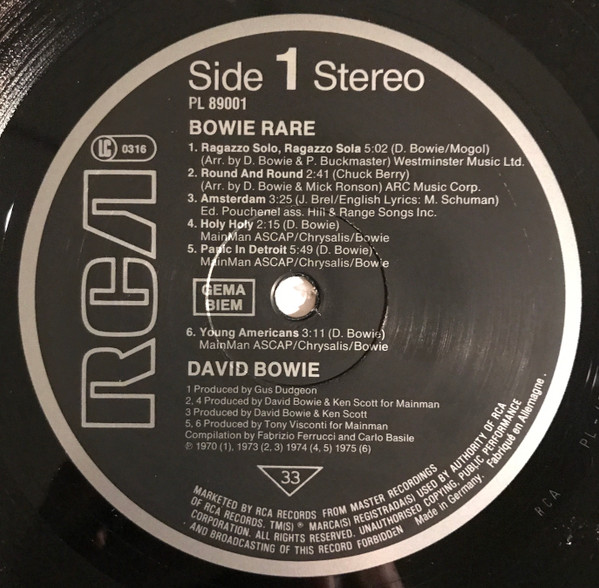 Side 1 Stereo
PL 89001
BOWIE RARE
LC 0316
1. Ragazzo Solo, Ragazza Sola 5:02 (D. Bowie/Mogol)
(Arr. by D. Bowie & P. Buckmaster) Westminster Music Ltd.
2. Round And Round 2:41 (Chuck Berry)
(Arr. by D. Bowie & Mick Ronson) ARC Music Corp.
3. Amsterdam 3:25 (J. Brel/English Lyrics: M. Schuman)
Ed. Pouchenel ass. Hill & Range Songs Inc.
4. Holy Holy 2:15 (D. Bowie)
MainMan ASCAP/Chrysalis/Bowie
5. Panic In Detroit 5:49 (D. Bowie)
MainMan ASCAP/Chrysalis/Bowie
RCA
GEMA
BIEM
6. Young Americans 3:11 (D. Bowie)
MainMan ASCAP/Chrysalis/Bowie
DAVID BOWIE
1 Produced by Gus Dudgeon
2, 4 Produced by David Bowie & Ken Scott for Mainman
3 Produced by David Bowie & Ken Scott
5, 6 Produced by Tony Visconti for Mainman
Compilation by Fabrizio Ferrucci and Carlo Basile
℗ 1970 (1), 1973 (2, 3) 1974 (4, 5) 1975 (6)
33
MARKETED BY RCA RECORDS FROM MASTER RECORDINGS
OF RCA RECORDS. TM(S) ® MARCA(S) REGISTRADA(S) USED BY AUTHORITY OF RCA
CORPORATION. ALL RIGHTS RESERVED. UNAUTHORISED COPYING, PUBLIC PERFORMANCE
AND BROADCASTING OF THIS RECORD FORBIDDEN Made in Germany. Fabriqué en Allemagne.
RCA
PL-